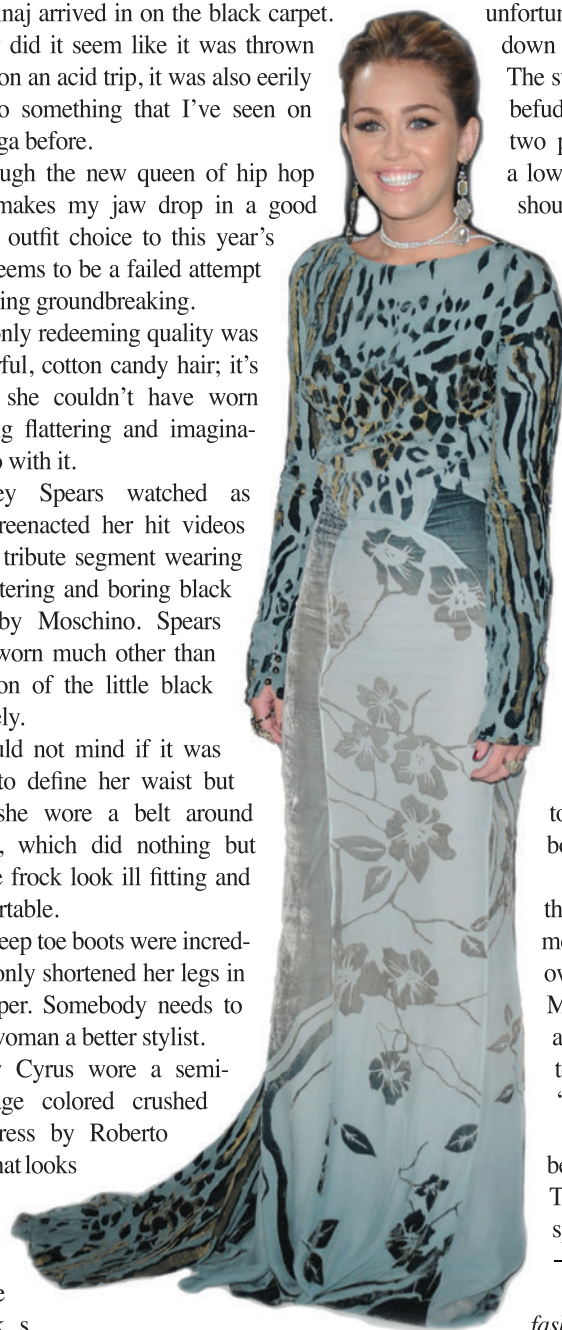 naj arrived in on the black carpet.
did it seem like it was thrown
on an acid trip, it was also eerily
o something that I've seen on
ga before.
ugh the new queen of hip hop
makes my jaw drop in a good
outfit choice to this year's
eems to be a failed attempt
ing groundbreaking.
only redeeming quality was
rful, cotton candy hair; it's
she couldn't have worn
g flattering and imagina-
o with it.
ey Spears watched as
reenacted her hit videos
tribute segment wearing
tering and boring black
by Moschino. Spears
worn much other than
on of the little black
ely.
uld not mind if it was
to define her waist but
she wore a belt around
, which did nothing but
e frock look ill fitting and
rtable.
eep toe boots were incred-
only shortened her legs in
per. Somebody needs to
woman a better stylist.
y Cyrus wore a semi-
ge colored crushed
ress by Roberto
hat looks
e
k s
unfortun
down
The s
befud
two p
a low
shou
to
be
th
me
ov
M
a
t
be
T
s
fash